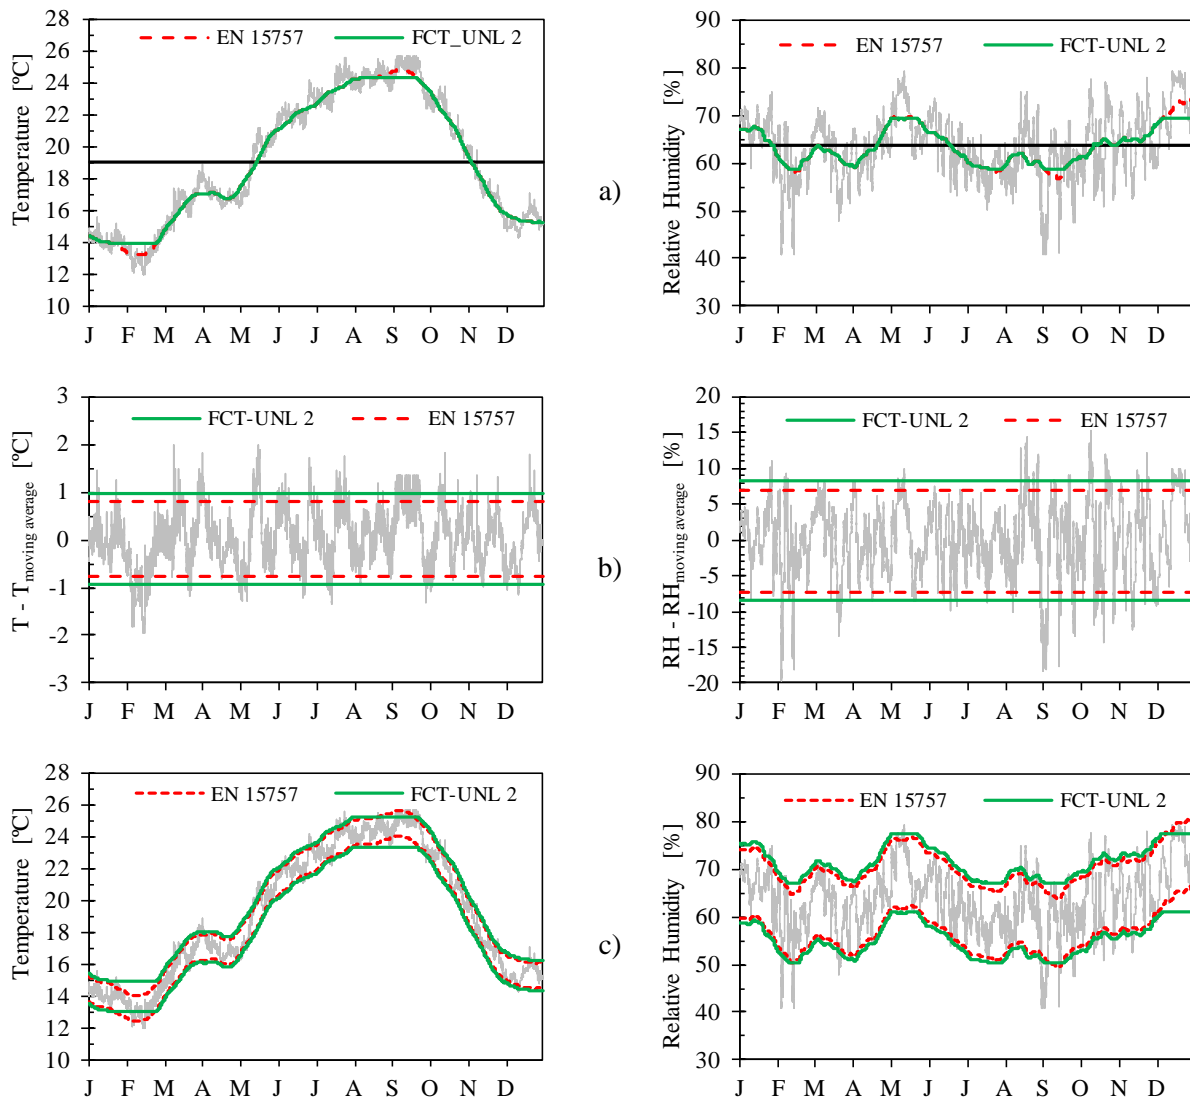 Temperature [ºC]
28
26
24
22
20
18
16
14
12
10
EN 15757
FCT_UNL 2
J F M A M J J A S O N D
a)
Relative Humidity [%]
90
80
70
60
50
40
30
EN 15757
FCT-UNL 2
J F M A M J J A S O N D
T - T moving average [ºC]
3
2
1
0
-1
-2
-3
FCT-UNL 2
EN 15757
J F M A M J J A S O N D
b)
RH - RH moving average [%]
20
15
10
5
0
-5
-10
-15
-20
FCT-UNL 2
EN 15757
J F M A M J J A S O N D
Temperature [ºC]
28
26
24
22
20
18
16
14
12
10
EN 15757
FCT-UNL 2
J F M A M J J A S O N D
c)
Relative Humidity [%]
90
80
70
60
50
40
30
EN 15757
FCT-UNL 2
J F M A M J J A S O N D